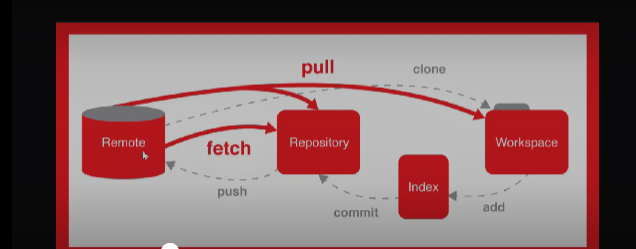 pull
clone
Remote
fetch
Repository
Workspace
push
Index
commit
add